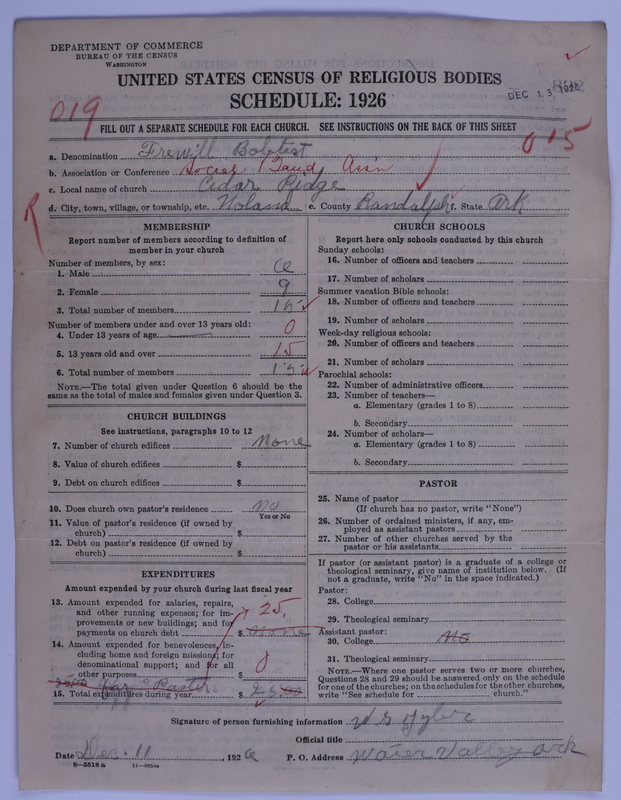 DEPARTMENT OF COMMERCE
BUREAU OF THE CENSUS
WASHINGTON
UNITED STATES CENSUS OF RELIGIOUS BODIES
SCHEDULE: 1926
DEC 13 1926
019
FILL OUT A SEPARATE SCHEDULE FOR EACH CHURCH. SEE INSTRUCTIONS ON THE BACK OF THIS SHEET
015
a. Denomination Frewill Babtist
b. Association or Conference Social Band Ass'n
c. Local name of church Cedar Ridge
d. City, town, village, or township, etc. Noland e. County Randolph f. State Ark
R
MEMBERSHIP
Report number of members according to definition of
member in your church
Number of members, by sex:
1. Male 6
2. Female 9
3. Total number of members 15
Number of members under and over 13 years old:
4. Under 13 years of age 0
5. 13 years old and over 15
6. Total number of members 15
NOTE.—The total given under Question 6 should be
same as the total of males and females given under Question 3.
CHURCH BUILDINGS
See instructions, paragraphs 10 to 12
7. Number of church edifices None
8. Value of church edifices $
9. Debt on church edifices $
10. Does church own pastor's residence No
Yes or No
11. Value of pastor's residence (if owned by
church) $
12. Debt on pastor's residence (if owned by
church) $
EXPENDITURES
Amount expended by your church during last fiscal year
13. Amount expended for salaries, repairs,
and other running expenses; for im-
provements or new buildings; and for
payments on church debt $ None 25.
14. Amount expended for benevolences, in-
cluding home and foreign missions; for
denominational support; and for all
other purposes 0
for Paster
15. Total expenditures during year $ 25.00
CHURCH SCHOOLS
Report here only schools conducted by this church
Sunday schools:
16. Number of officers and teachers
17. Number of scholars
Summer vacation Bible schools:
18. Number of officers and teachers
19. Number of scholars
Week-day religious schools:
20. Number of officers and teachers
21. Number of scholars
Parochial schools:
22. Number of administrative officers
23. Number of teachers—
a. Elementary (grades 1 to 8)
b. Secondary
24. Number of scholars—
a. Elementary (grades 1 to 8)
b. Secondary
PASTOR
25. Name of pastor
(If church has no pastor, write "None")
26. Number of ordained ministers, if any, em-
ployed as assistant pastors
27. Number of other churches served by the
pastor or his assistants
If pastor (or assistant pastor) is a graduate of a college or
theological seminary, give name of institution below. (If
not a graduate, write "No" in the space indicated.)
Pastor:
28. College
29. Theological seminary
Assistant pastor:
30. College No
31. Theological seminary
NOTE.—Where one pastor serves two or more churches,
Questions 28 and 29 should be answered only on the schedule
for one of the churches; on the schedules for the other churches,
write "See schedule for church."
Signature of person furnishing information W S Tyler
Official title
Date Dec. 11 1926 P. O. Address Water Valley Ark
8-5518a 11-9504a